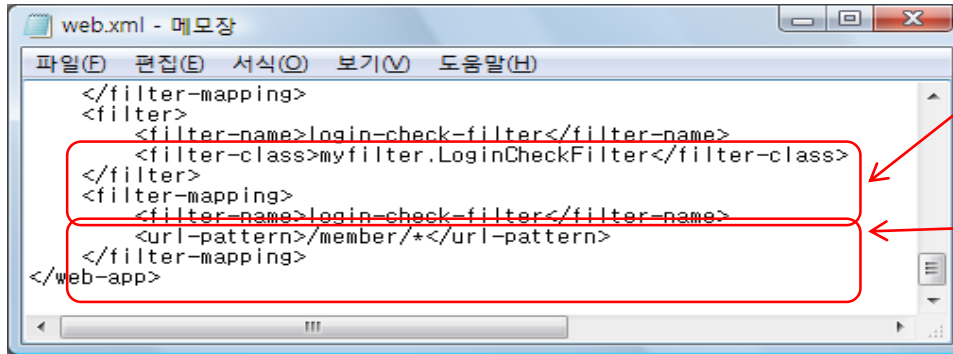 web.xml - 메모장
파일(F) 편집(E) 서식(O) 보기(V) 도움말(H)
</filter-mapping>
<filter>
<filter-name>login-check-filter</filter-name>
<filter-class>myfilter.LoginCheckFilter</filter-class>
</filter>
<filter-mapping>
<filter-name>login-check-filter</filter-name>
<url-pattern>/member/*</url-pattern>
</filter-mapping>
</web-app>